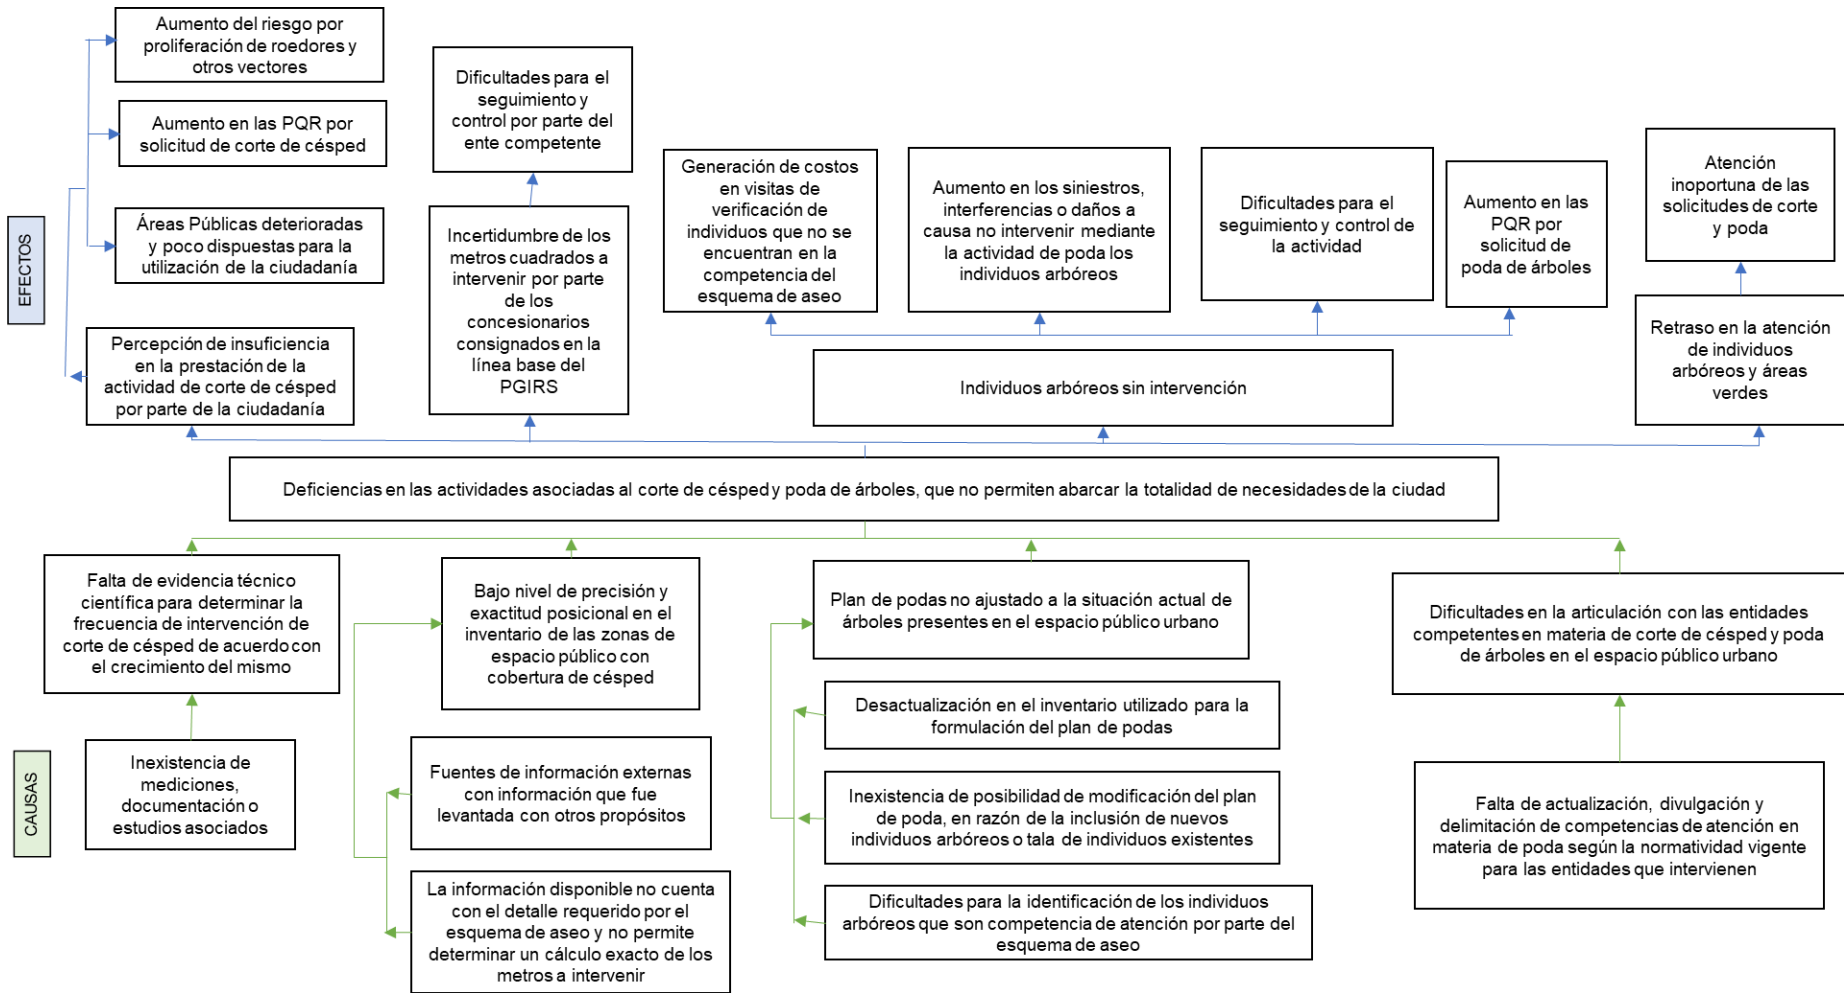 Aumento del riesgo por
proliferación de roedores y
otros vectores
Aumento en las PQR por
solicitud de corte de césped
Áreas Públicas deterioradas
y poco dispuestas para la
utilización de la ciudadanía
Percepción de insuficiencia
en la prestación de la
actividad de corte de césped
por parte de la ciudadanía
EFECTOS
Dificultades para el
seguimiento y
control por parte del
ente competente
Incertidumbre de los
metros cuadrados a
intervenir por parte
de los
concesionarios
consignados en la
línea base del
PGIRS
Generación de costos
en visitas de
verificación de
individuos que no se
encuentran en la
competencia del
esquema de aseo
Aumento en los siniestros,
interferencias o daños a
causa no intervenir mediante
la actividad de poda los
individuos arbóreos
Dificultades para el
seguimiento y control de
la actividad
Aumento en las
PQR por
solicitud de
poda de árboles
Atención
inoportuna de las
solicitudes de corte
y poda
Individuos arbóreos sin intervención
Retraso en la atención
de individuos
arbóreos y áreas
verdes
Deficiencias en las actividades asociadas al corte de césped y poda de árboles, que no permiten abarcar la totalidad de necesidades de la ciudad
Falta de evidencia técnico
científica para determinar la
frecuencia de intervención de
corte de césped de acuerdo con
el crecimiento del mismo
Inexistencia de
mediciones,
documentación o
estudios asociados
CAUSAS
Bajo nivel de precisión y
exactitud posicional en el
inventario de las zonas de
espacio público con
cobertura de césped
Fuentes de información externas
con información que fue
levantada con otros propósitos
La información disponible no cuenta
con el detalle requerido por el
esquema de aseo y no permite
determinar un cálculo exacto de los
metros a intervenir
Plan de podas no ajustado a la situación actual de
árboles presentes en el espacio público urbano
Desactualización en el inventario utilizado para la
formulación del plan de podas
Inexistencia de posibilidad de modificación del plan
de poda, en razón de la inclusión de nuevos
individuos arbóreos o tala de individuos existentes
Dificultades para la identificación de los individuos
arbóreos que son competencia de atención por parte del
esquema de aseo
Dificultades en la articulación con las entidades
competentes en materia de corte de césped y poda
de árboles en el espacio público urbano
Falta de actualización, divulgación y
delimitación de competencias de atención en
materia de poda según la normatividad vigente
para las entidades que intervienen